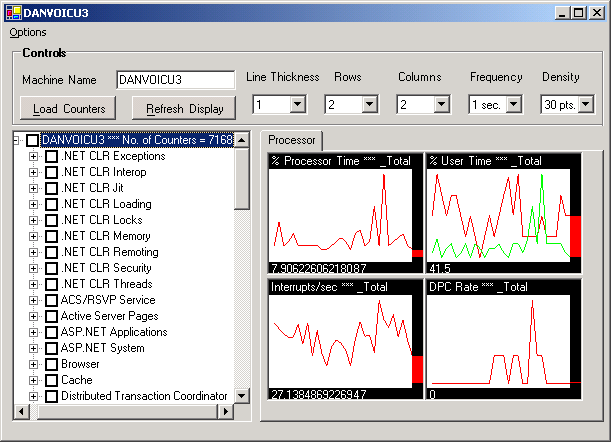 DANVOICU3
Options
Controls
Machine Name
DANVOICU3
Line Thickness
Rows
Columns
Frequency
Density
1
2
2
1 sec.
30 pts.
Load Counters
Refresh Display
DANVOICU3 *** No. of Counters = 7168
.NET CLR Exceptions
.NET CLR Interop
.NET CLR Jit
.NET CLR Loading
.NET CLR Locks
.NET CLR Memory
.NET CLR Remoting
.NET CLR Security
.NET CLR Threads
ACS/RSVP Service
Active Server Pages
ASP.NET Applications
ASP.NET System
Browser
Cache
Distributed Transaction Coordinator
Processor
% Processor Time *** _Total
7.90622606218087
% User Time *** _Total
41.5
Interrupts/sec *** _Total
27.1384869226947
DPC Rate *** _Total
0